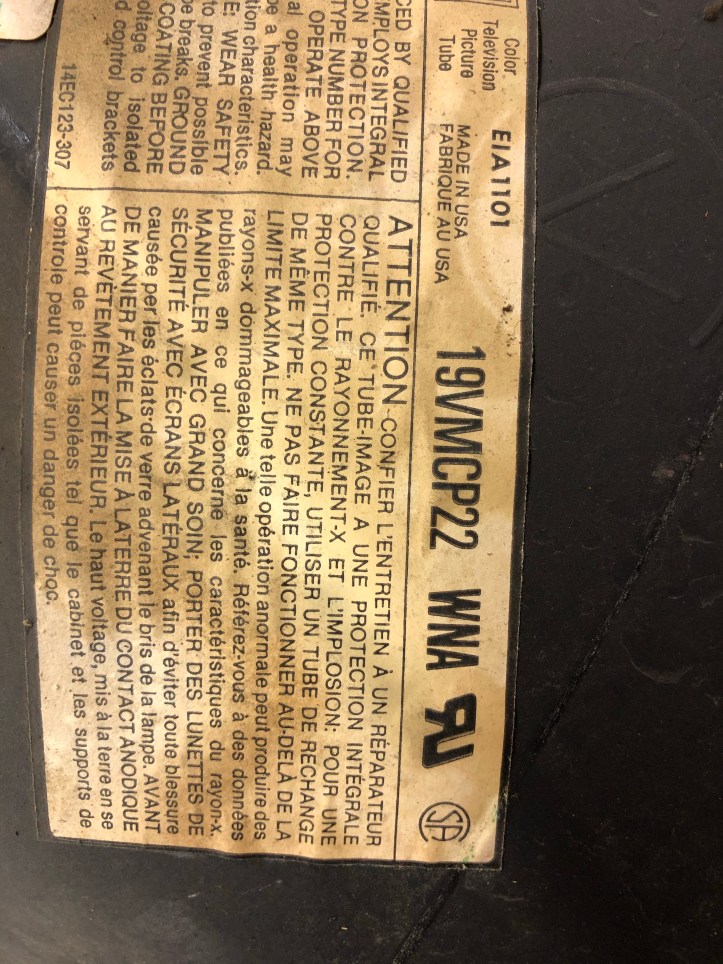 Color
Television
Picture
Tube
EIA1101
MADE IN USA
FABRIQUE AU USA
19VMCP22 WNA
CED BY QUALIFIED
MPLOYS INTEGRAL
ON PROTECTION.
TYPE NUMBER FOR
OPERATE ABOVE
al operation may
be a health hazard.
tion characteristics.
E: WEAR SAFETY
to prevent possible
be breaks. GROUND
COATING BEFORE
oltage to isolated
d control brackets
14EC123-307
ATTENTION-CONFIER L'ENTRETIEN À UN RÉPARATEUR
QUALIFIÉ. CE TUBE-IMAGE A UNE PROTECTION INTÉGRALE
CONTRE LE RAYONNEMENT-X ET L'IMPLOSION; POUR UNE
PROTECTION CONSTANTE, UTILISER UN TUBE DE RECHANGE
DE MÊME TYPE. NE PAS FAIRE FONCTIONNER AU-DELÀ DE LA
LIMITE MAXIMALE. Une telle opération anormale peut produire des
rayons-x dommageables à la santé. Référez-vous à des données
publiées en ce qui concerne les caractéristiques du rayon-x.
MANIPULER AVEC GRAND SOIN; PORTER DES LUNETTES DE
SÉCURITÉ AVEC ÉCRANS LATÉRAUX afin d'éviter toute blessure
causée par les éclats de verre advenant le bris de la lampe. AVANT
DE MANIER FAIRE LA MISE À LATERRE DU CONTACT ANODIQUE
AU REVÊTEMENT EXTÉRIEUR. Le haut voltage, mis à la terre en se
servant de pièces isolées tel que le cabinet et les supports de
controle peut causer un danger de choc.